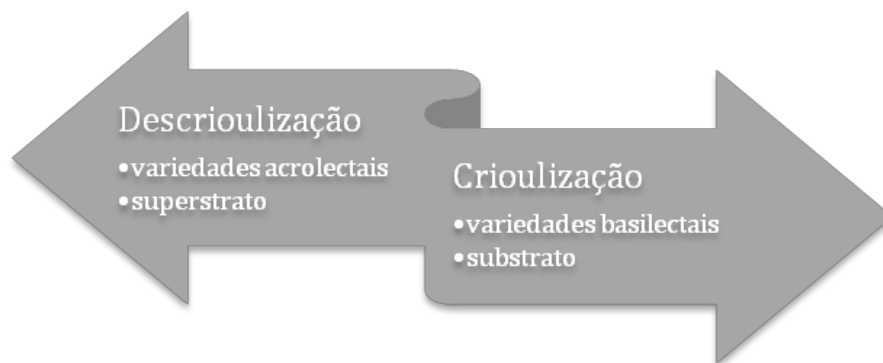 Descrioulização
•variedades acrolectais
•superstrato
Crioulização
•variedades basilectais
•substrato